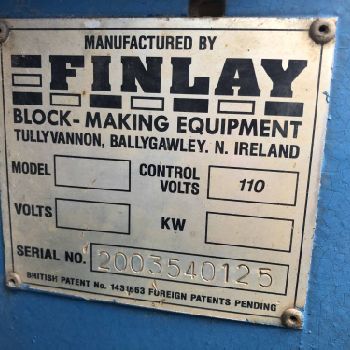 MANUFACTURED BY
FINLAY
BLOCK-MAKING EQUIPMENT
TULLYVANNON, BALLYGAWLEY. N. IRELAND
MODEL CONTROL VOLTS 110
VOLTS KW
SERIAL NO. 2003540125
BRITISH PATENT No. 1431653 FOREIGN PATENTS PENDING